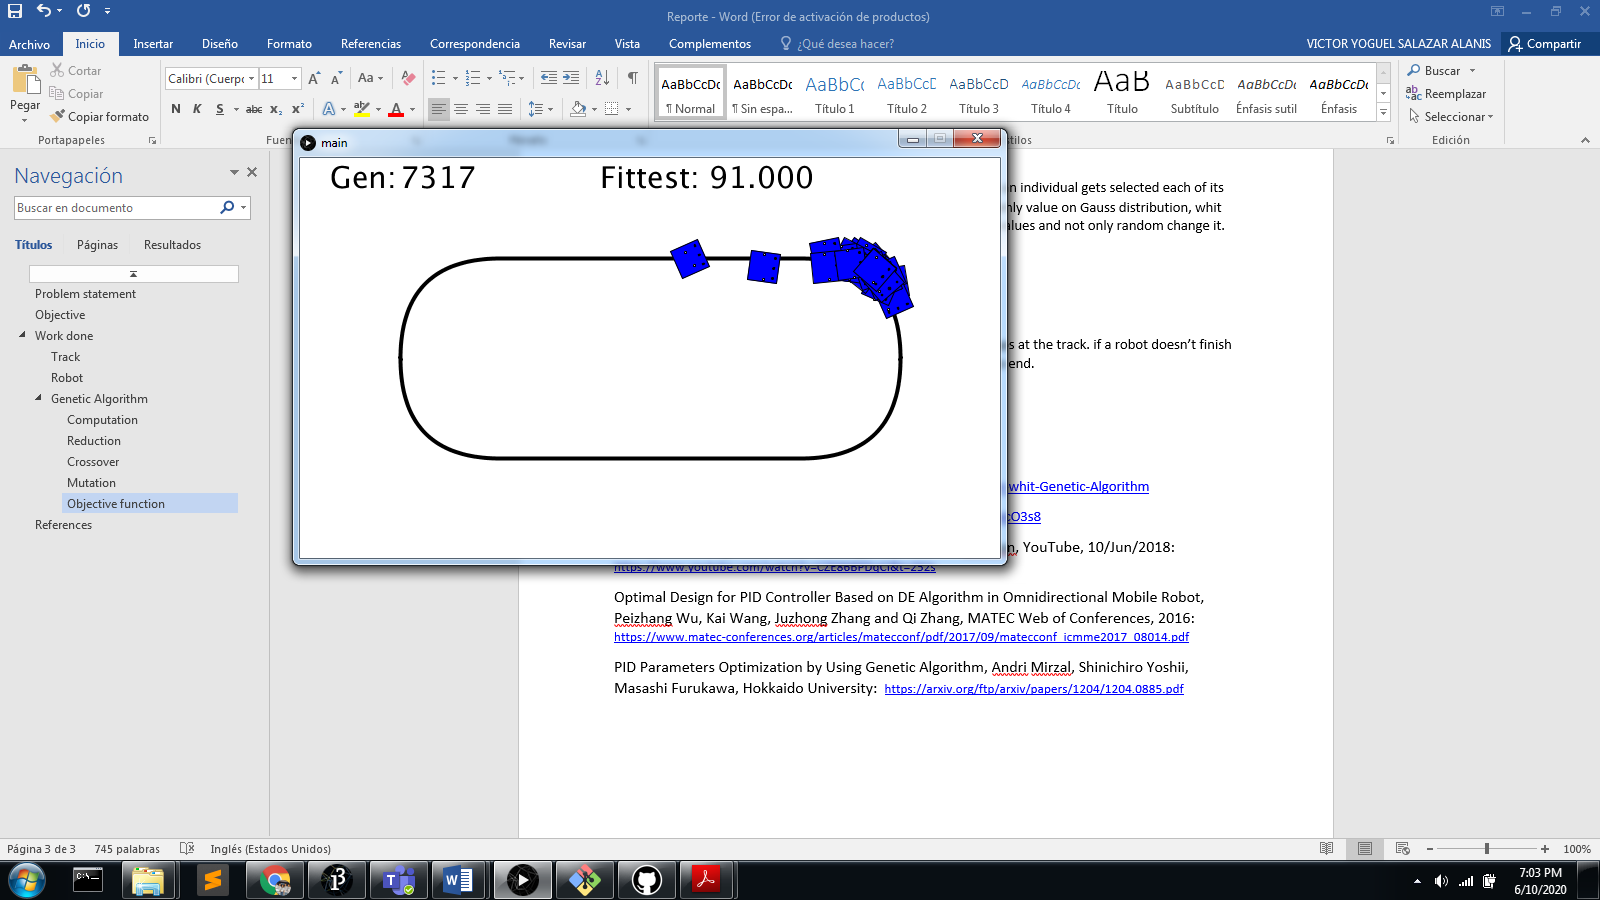 Reporte - Word (Error de activación de productos)
Archivo Inicio Insertar Diseño Formato Referencias Correspondencia Revisar Vista Complementos ¿Qué desea hacer? VICTOR YOGUEL SALAZAR ALANIS Compartir
Pegar
Cortar
Copiar
Copiar formato
Portapapeles
Calibri (Cuerpo 11
N K S abc
Fuen
AaBbCcDc AaBbCcDc AaBbCc AaBbCcD AaBbCcD AaBbCcDc AaB AaBbCcD AaBbCcDc AaBbCcDc
¶ Normal ¶ Sin espa... Título 1 Título 2 Título 3 Título 4 Título Subtítulo Énfasis sutil Énfasis
tilos
Buscar
Reemplazar
Seleccionar
Edición
Navegación
Buscar en documento
Títulos Páginas Resultados
Problem statement
Objective
Work done
Track
Robot
Genetic Algorithm
Computation
Reduction
Crossover
Mutation
Objective function
References
main
Gen: 7317 Fittest: 91.000
n individual gets selected each of its
nly value on Gauss distribution, whit
alues and not only random change it.
s at the track. if a robot doesn't finish
end.
whit-Genetic-Algorithm
cO3s8
n, YouTube, 10/Jun/2018:
Optimal Design for PID Controller Based on DE Algorithm in Omnidirectional Mobile Robot,
Peizhang Wu, Kai Wang, Juzhong Zhang and Qi Zhang, MATEC Web of Conferences, 2016:
https://www.matec-conferences.org/articles/matecconf/pdf/2017/09/matecconf_icmme2017_08014.pdf
PID Parameters Optimization by Using Genetic Algorithm, Andri Mirzal, Shinichiro Yoshii,
Masashi Furukawa, Hokkaido University: https://arxiv.org/ftp/arxiv/papers/1204/1204.0885.pdf
Página 3 de 3 745 palabras Inglés (Estados Unidos) 100%
7:03 PM
6/10/2020